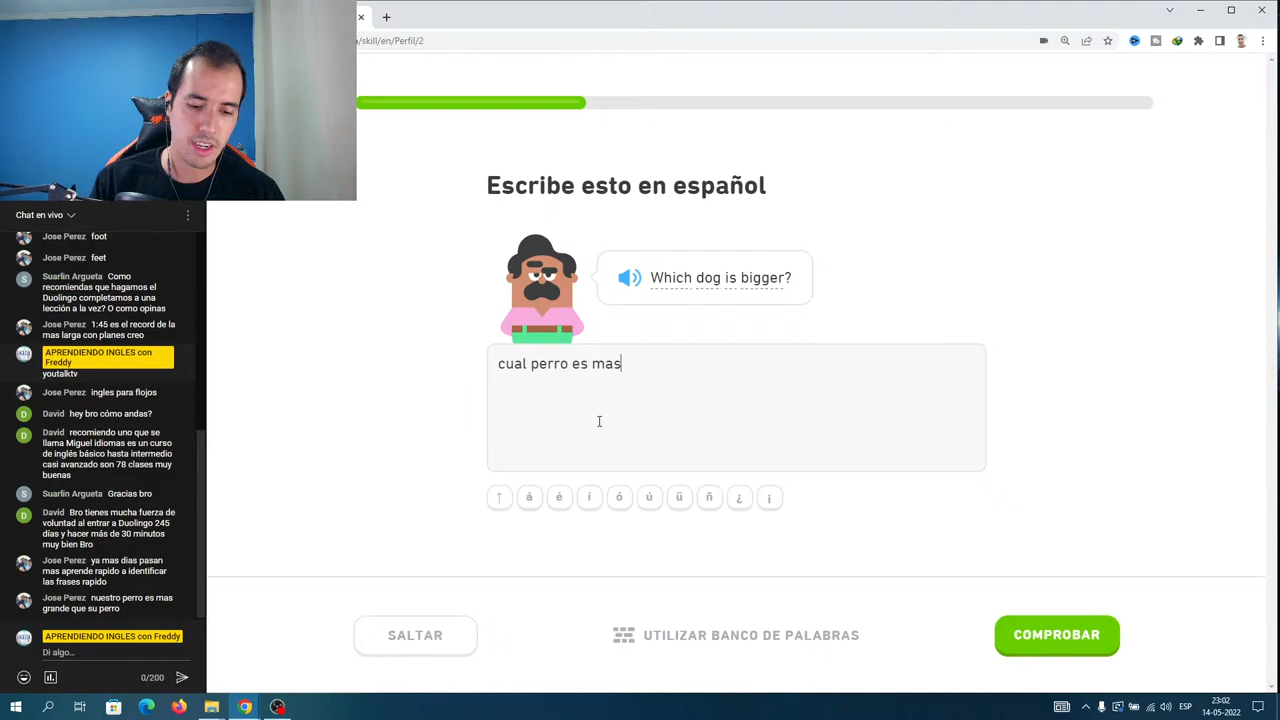 /skill/en/Perfil/2
Escribe esto en español
Which dog is bigger?
cual perro es mas
↑ á é í ó ú ü ñ ¿ ¡
SALTAR
UTILIZAR BANCO DE PALABRAS
COMPROBAR
Chat en vivo
Jose Perez foot
Jose Perez feet
Suarlin Argueta Como
recomiendas que hagamos el
Duolingo completamos a una
lección a la vez? O como opinas
Jose Perez 1:45 es el record de la
mas larga con planes creo
APRENDIENDO INGLES con
Freddy
youtalktv
Jose Perez ingles para flojos
David hey bro cómo andas?
David recomiendo uno que se
llama Miguel idiomas es un curso
de inglés básico hasta intermedio
casi avanzado son 78 clases muy
buenas
Suarlin Argueta Gracias bro
David Bro tienes mucha fuerza de
voluntad al entrar a Duolingo 245
días y hacer más de 30 minutos
muy bien Bro
Jose Perez ya mas dias pasan
mas aprende rapido a identificar
las frases rapido
Jose Perez nuestro perro es mas
grande que su perro
APRENDIENDO INGLES con Freddy
Di algo...
0/200
ESP
23:02
14-05-2022